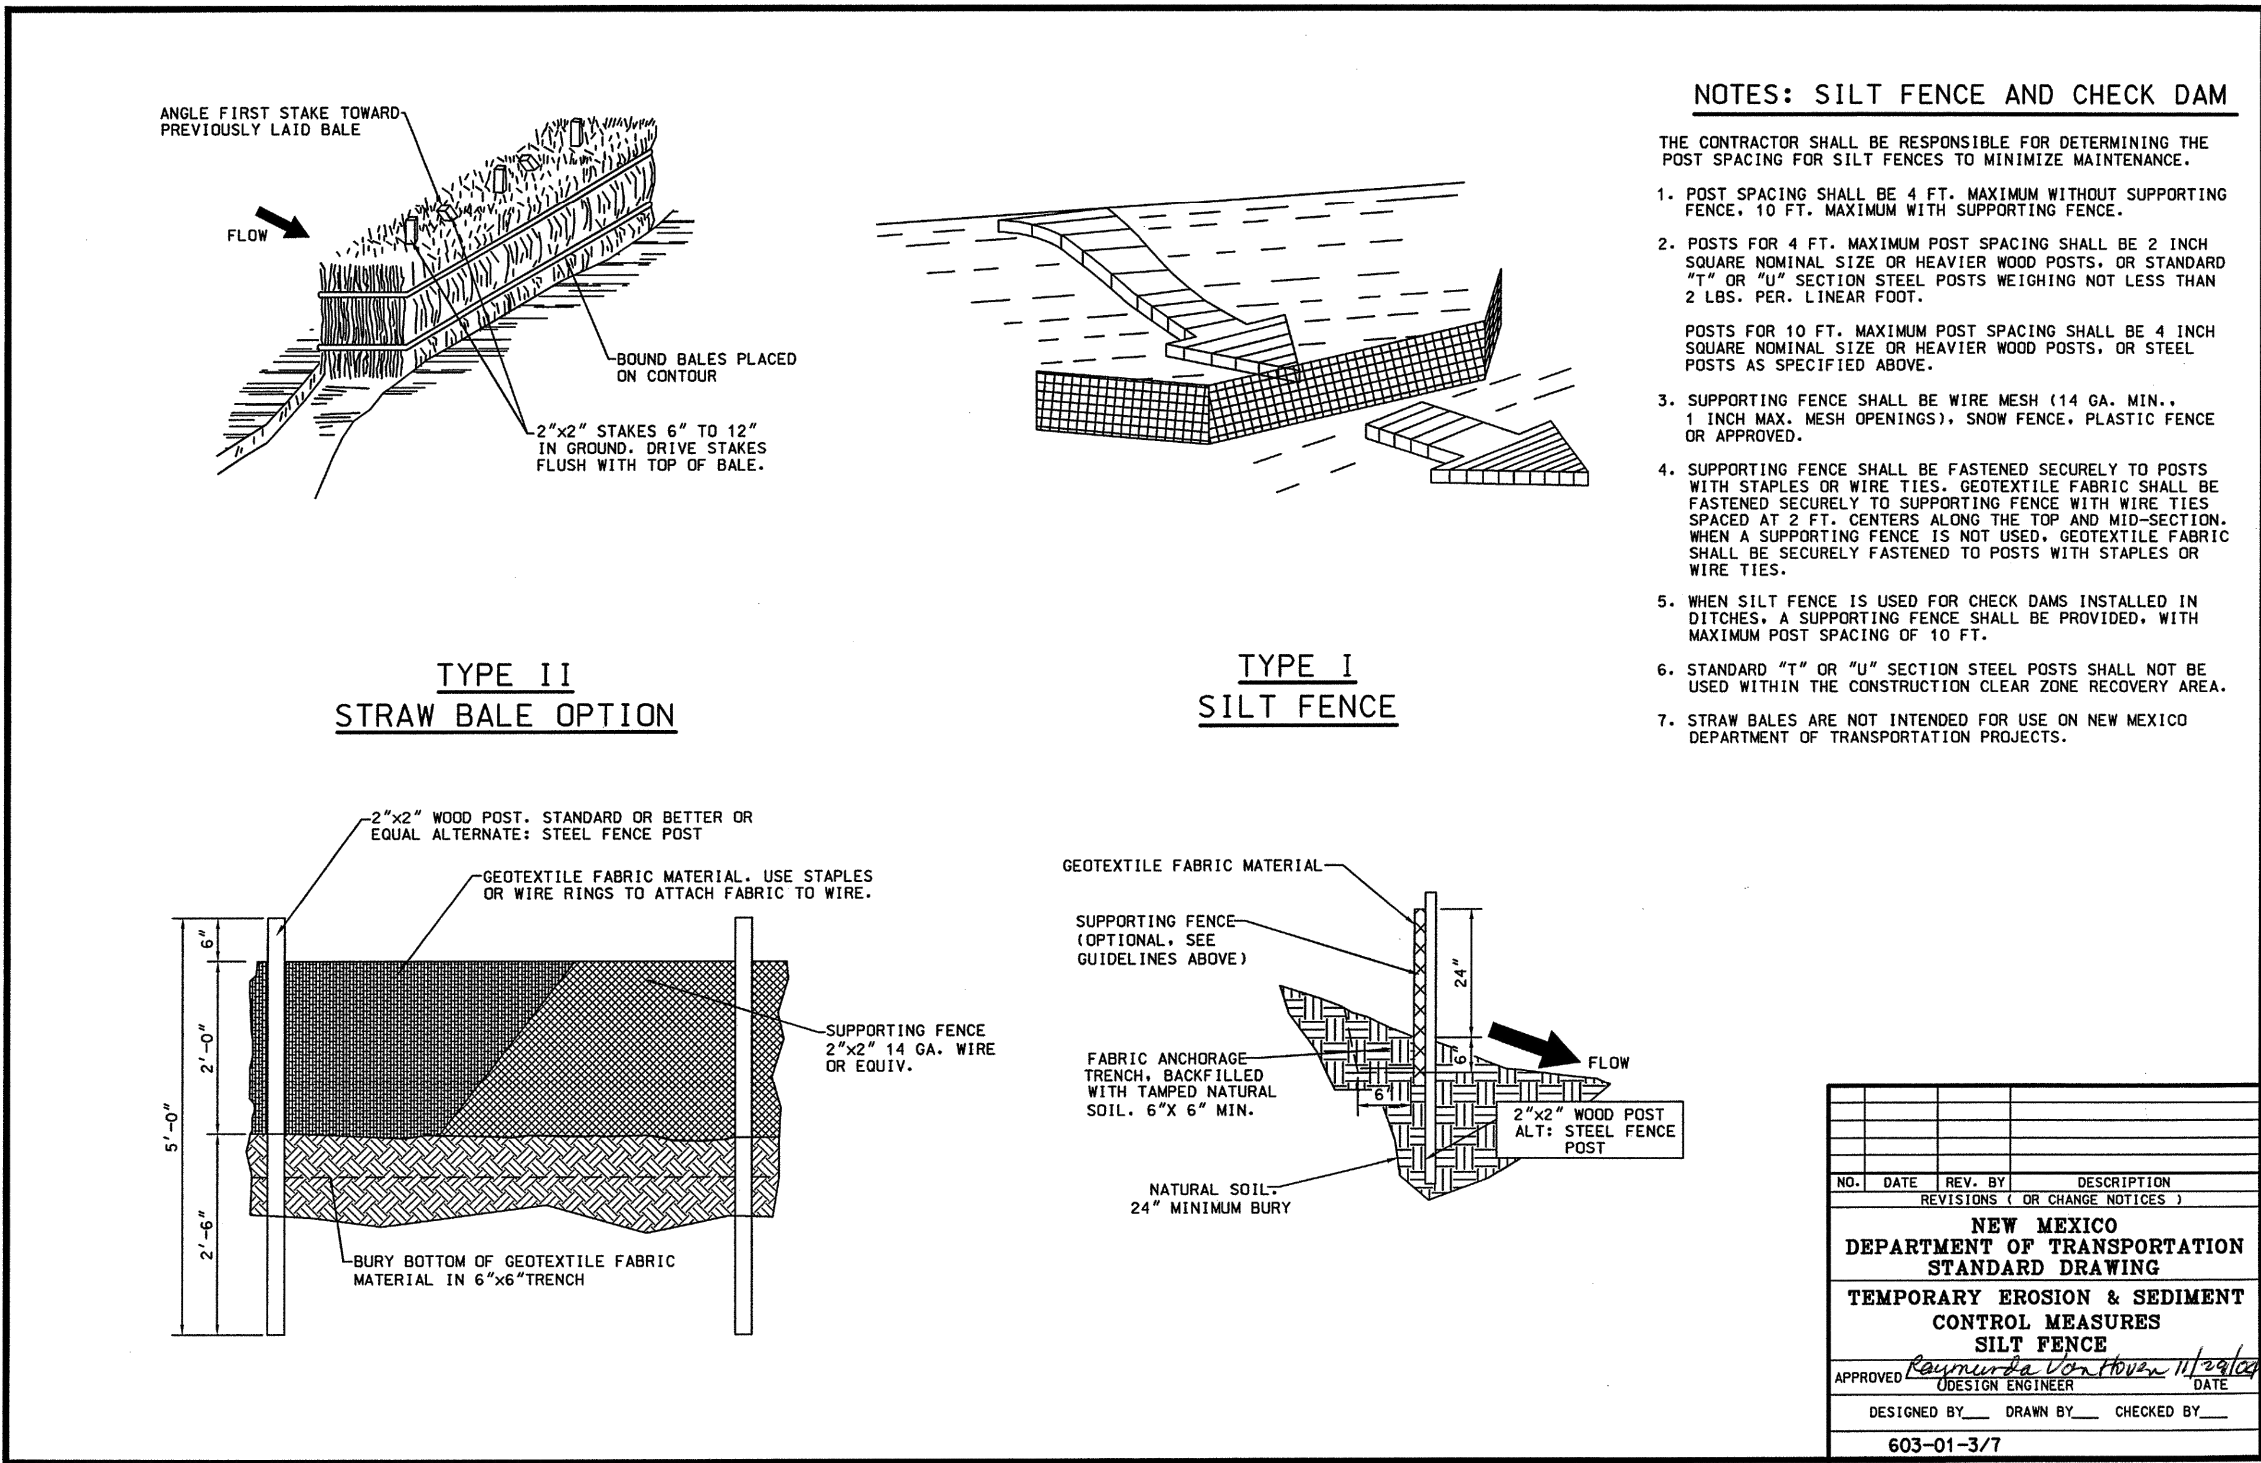 ANGLE FIRST STAKE TOWARD
PREVIOUSLY LAID BALE
FLOW
BOUND BALES PLACED
ON CONTOUR
2"x2" STAKES 6" TO 12"
IN GROUND. DRIVE STAKES
FLUSH WITH TOP OF BALE.
TYPE II
STRAW BALE OPTION
TYPE I
SILT FENCE
NOTES: SILT FENCE AND CHECK DAM
THE CONTRACTOR SHALL BE RESPONSIBLE FOR DETERMINING THE
POST SPACING FOR SILT FENCES TO MINIMIZE MAINTENANCE.
1. POST SPACING SHALL BE 4 FT. MAXIMUM WITHOUT SUPPORTING
FENCE, 10 FT. MAXIMUM WITH SUPPORTING FENCE.
2. POSTS FOR 4 FT. MAXIMUM POST SPACING SHALL BE 2 INCH
SQUARE NOMINAL SIZE OR HEAVIER WOOD POSTS, OR STANDARD
"T" OR "U" SECTION STEEL POSTS WEIGHING NOT LESS THAN
2 LBS. PER. LINEAR FOOT.
POSTS FOR 10 FT. MAXIMUM POST SPACING SHALL BE 4 INCH
SQUARE NOMINAL SIZE OR HEAVIER WOOD POSTS, OR STEEL
POSTS AS SPECIFIED ABOVE.
3. SUPPORTING FENCE SHALL BE WIRE MESH (14 GA. MIN.,
1 INCH MAX. MESH OPENINGS), SNOW FENCE, PLASTIC FENCE
OR APPROVED.
4. SUPPORTING FENCE SHALL BE FASTENED SECURELY TO POSTS
WITH STAPLES OR WIRE TIES. GEOTEXTILE FABRIC SHALL BE
FASTENED SECURELY TO SUPPORTING FENCE WITH WIRE TIES
SPACED AT 2 FT. CENTERS ALONG THE TOP AND MID-SECTION.
WHEN A SUPPORTING FENCE IS NOT USED, GEOTEXTILE FABRIC
SHALL BE SECURELY FASTENED TO POSTS WITH STAPLES OR
WIRE TIES.
5. WHEN SILT FENCE IS USED FOR CHECK DAMS INSTALLED IN
DITCHES, A SUPPORTING FENCE SHALL BE PROVIDED, WITH
MAXIMUM POST SPACING OF 10 FT.
6. STANDARD "T" OR "U" SECTION STEEL POSTS SHALL NOT BE
USED WITHIN THE CONSTRUCTION CLEAR ZONE RECOVERY AREA.
7. STRAW BALES ARE NOT INTENDED FOR USE ON NEW MEXICO
DEPARTMENT OF TRANSPORTATION PROJECTS.
2"x2" WOOD POST. STANDARD OR BETTER OR
EQUAL ALTERNATE: STEEL FENCE POST
GEOTEXTILE FABRIC MATERIAL. USE STAPLES
OR WIRE RINGS TO ATTACH FABRIC TO WIRE.
6"
2'-0"
5'-0"
2'-6"
SUPPORTING FENCE
2"x2" 14 GA. WIRE
OR EQUIV.
BURY BOTTOM OF GEOTEXTILE FABRIC
MATERIAL IN 6"x6"TRENCH
GEOTEXTILE FABRIC MATERIAL
SUPPORTING FENCE
(OPTIONAL, SEE
GUIDELINES ABOVE)
24"
6"
FLOW
FABRIC ANCHORAGE
TRENCH, BACKFILLED
WITH TAMPED NATURAL
SOIL. 6"X 6" MIN.
6"
2"x2" WOOD POST
ALT: STEEL FENCE
POST
NATURAL SOIL.
24" MINIMUM BURY
NO. DATE REV. BY DESCRIPTION
REVISIONS ( OR CHANGE NOTICES )
NEW MEXICO
DEPARTMENT OF TRANSPORTATION
STANDARD DRAWING
TEMPORARY EROSION & SEDIMENT
CONTROL MEASURES
SILT FENCE
APPROVED Raymunda Van Hoven 11/29/04
DESIGN ENGINEER DATE
DESIGNED BY___ DRAWN BY___ CHECKED BY___
603-01-3/7